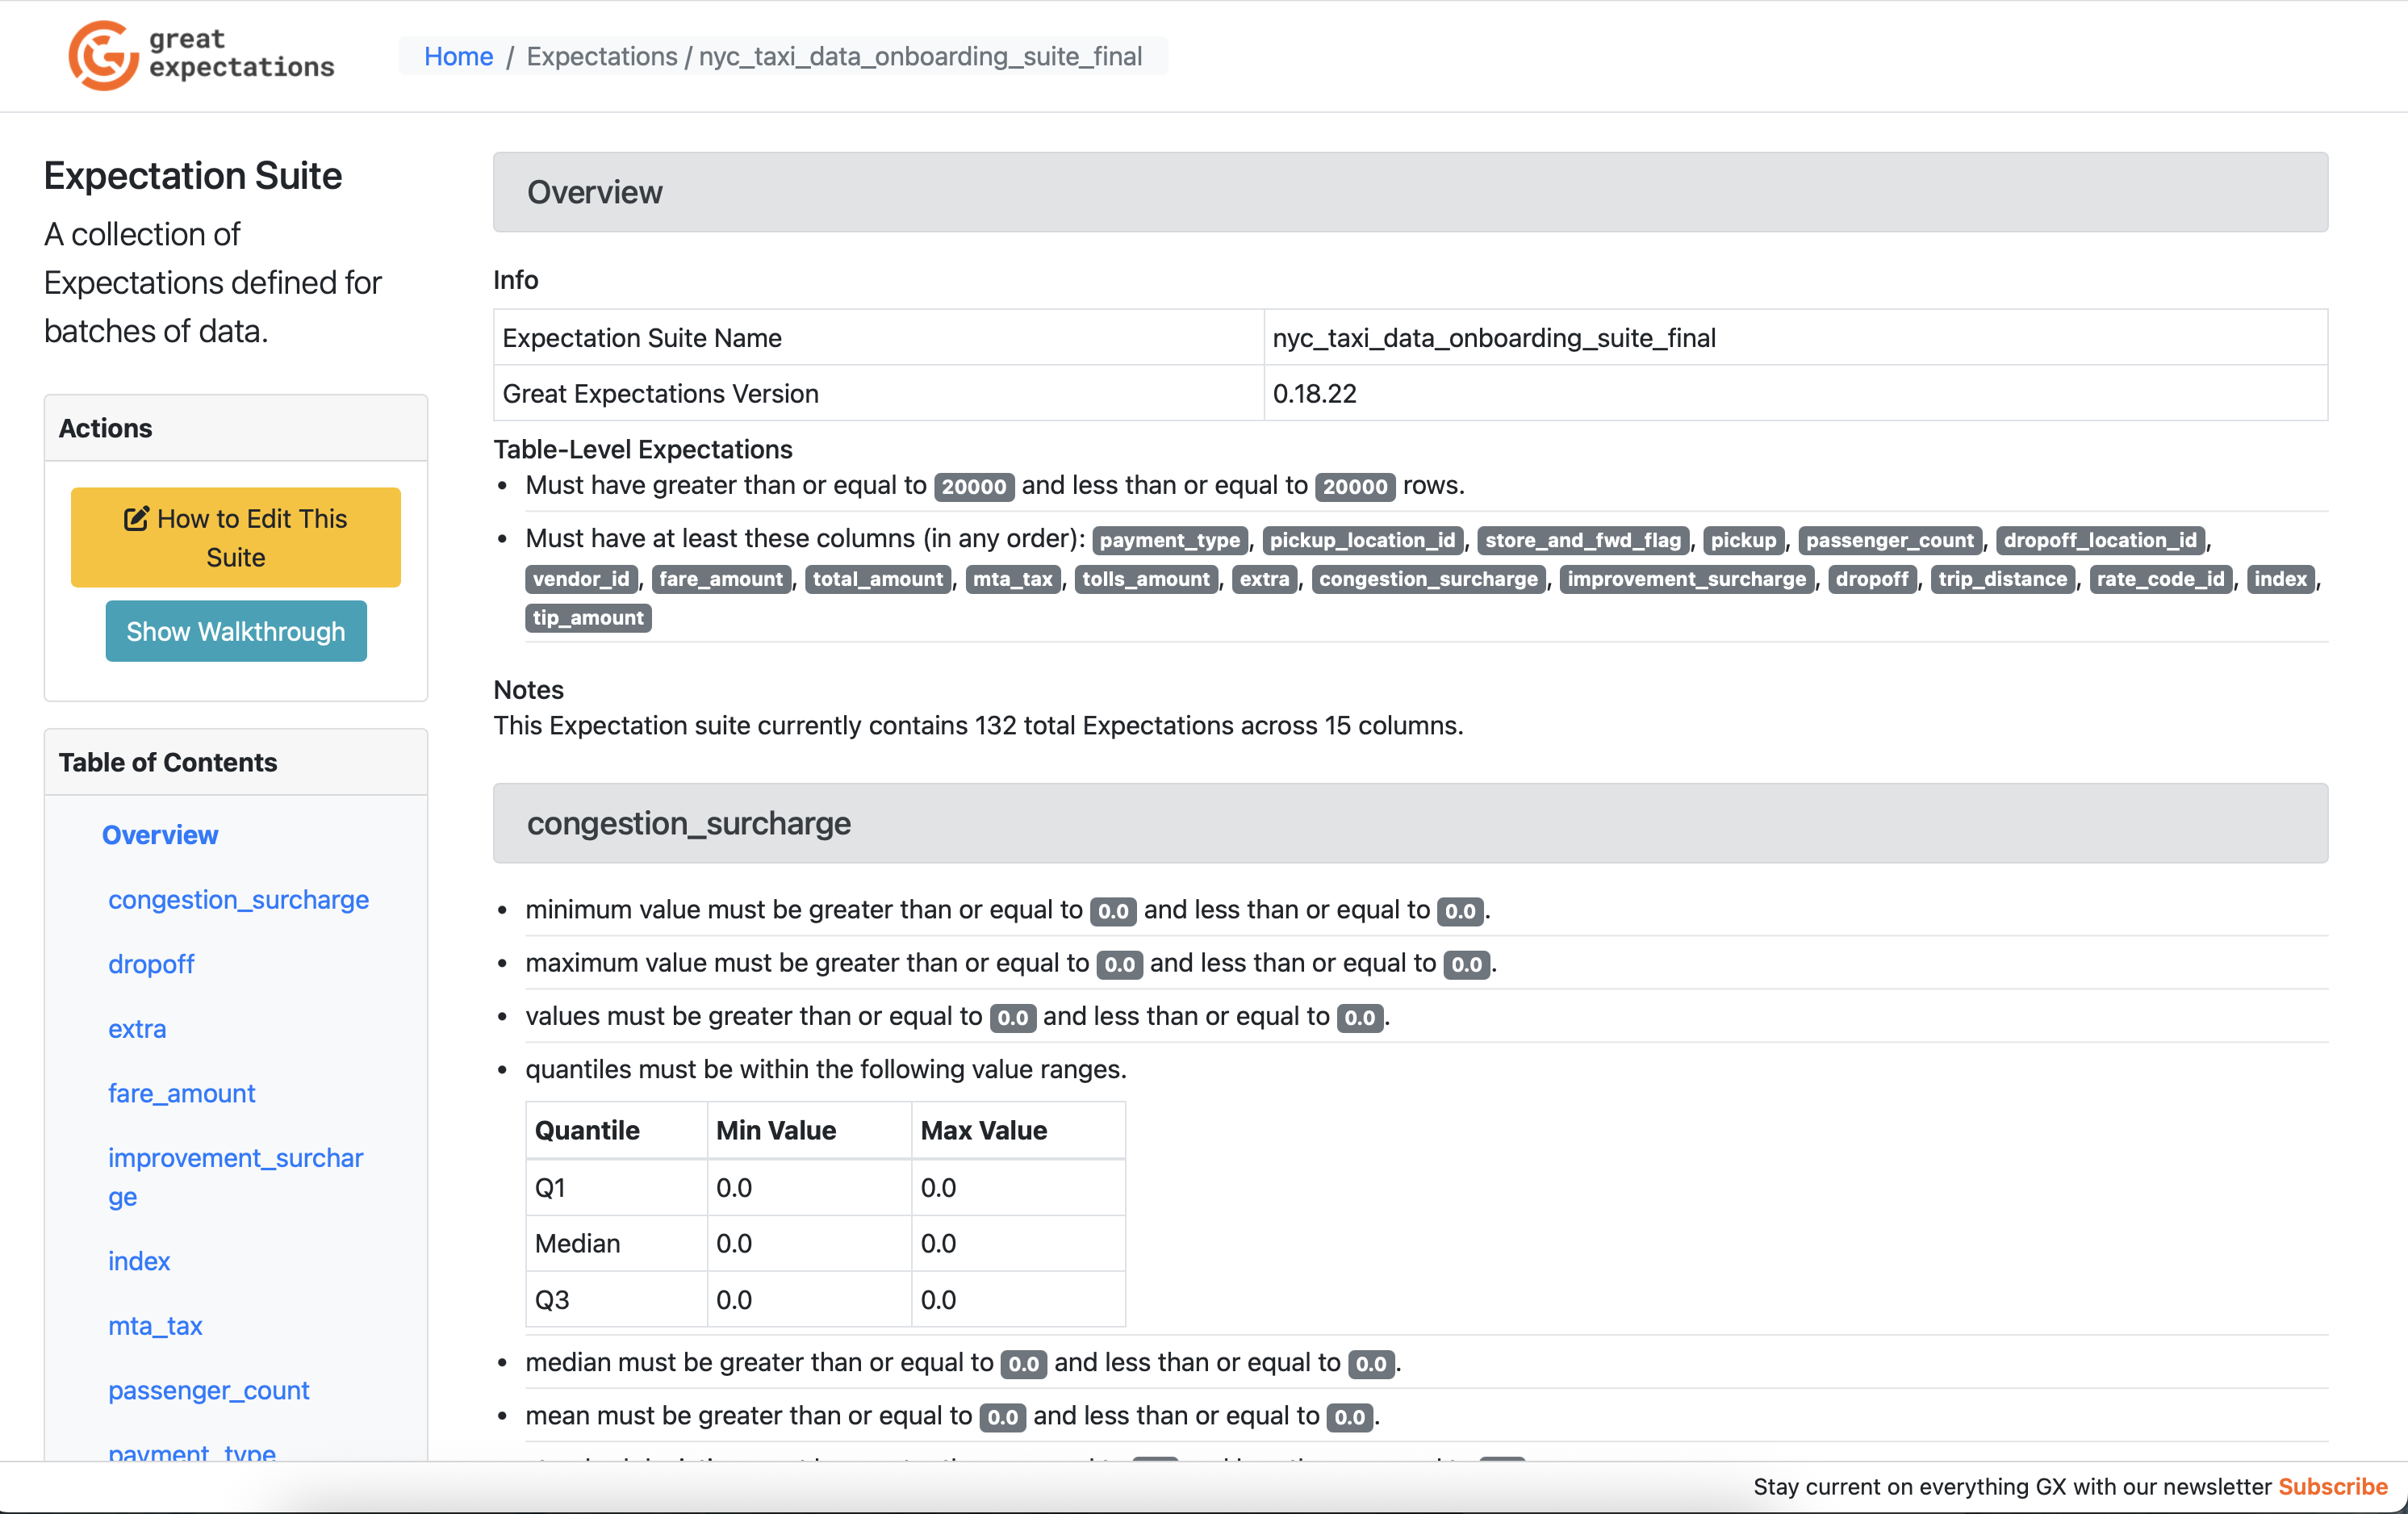 great
expectations
Home / Expectations / nyc_taxi_data_onboarding_suite_final
Expectation Suite
A collection of
Expectations defined for
batches of data.
Actions
How to Edit This
Suite
Show Walkthrough
Table of Contents
Overview
congestion_surcharge
dropoff
extra
fare_amount
improvement_surchar
ge
index
mta_tax
passenger_count
payment_type
Overview
Info
Expectation Suite Name nyc_taxi_data_onboarding_suite_final
Great Expectations Version 0.18.22
Table-Level Expectations
• Must have greater than or equal to 20000 and less than or equal to 20000 rows.
• Must have at least these columns (in any order): payment_type, pickup_location_id, store_and_fwd_flag, pickup, passenger_count, dropoff_location_id,
vendor_id, fare_amount, total_amount, mta_tax, tolls_amount, extra, congestion_surcharge, improvement_surcharge, dropoff, trip_distance, rate_code_id, index,
tip_amount
Notes
This Expectation suite currently contains 132 total Expectations across 15 columns.
congestion_surcharge
• minimum value must be greater than or equal to 0.0 and less than or equal to 0.0.
• maximum value must be greater than or equal to 0.0 and less than or equal to 0.0.
• values must be greater than or equal to 0.0 and less than or equal to 0.0.
• quantiles must be within the following value ranges.
Quantile Min Value Max Value
Q1 0.0 0.0
Median 0.0 0.0
Q3 0.0 0.0
• median must be greater than or equal to 0.0 and less than or equal to 0.0.
• mean must be greater than or equal to 0.0 and less than or equal to 0.0.
Stay current on everything GX with our newsletter Subscribe